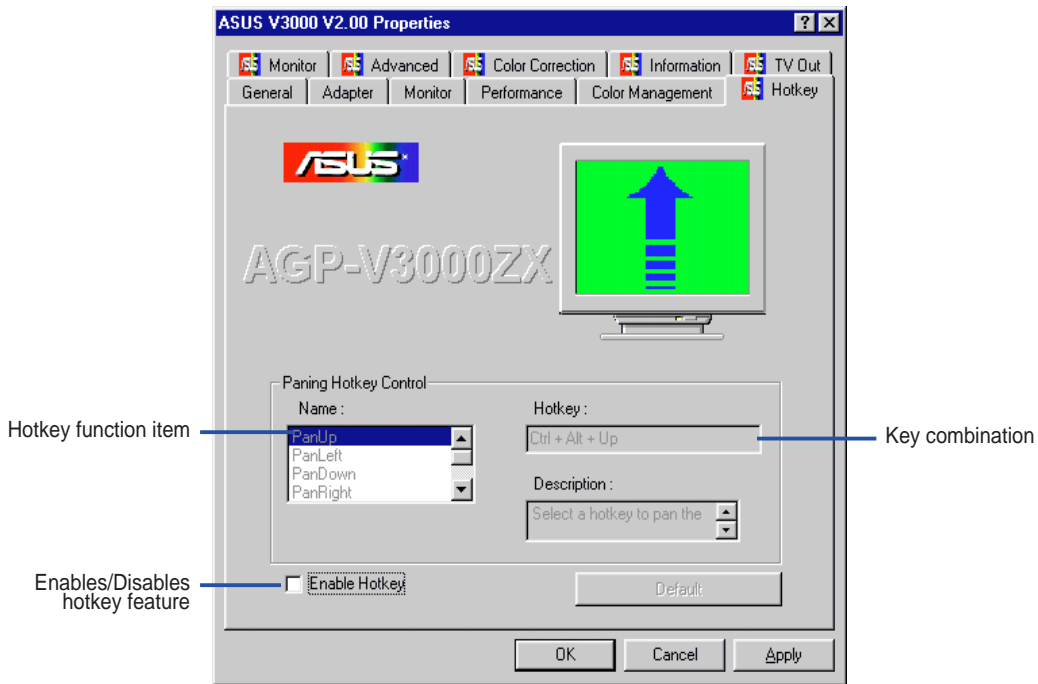 ASUS V3000 V2.00 Properties
Monitor Advanced Color Correction Information TV Out
General Adapter Monitor Performance Color Management Hotkey
ASUS
AGP-V3000ZX
Paning Hotkey Control
Name :
Hotkey :
Hotkey function item
PanUp
Ctrl + Alt + Up
Key combination
PanLeft
PanDown
PanRight
Description :
Select a hotkey to pan the
Enables/Disables
hotkey feature
Enable Hotkey
Default
OK
Cancel
Apply